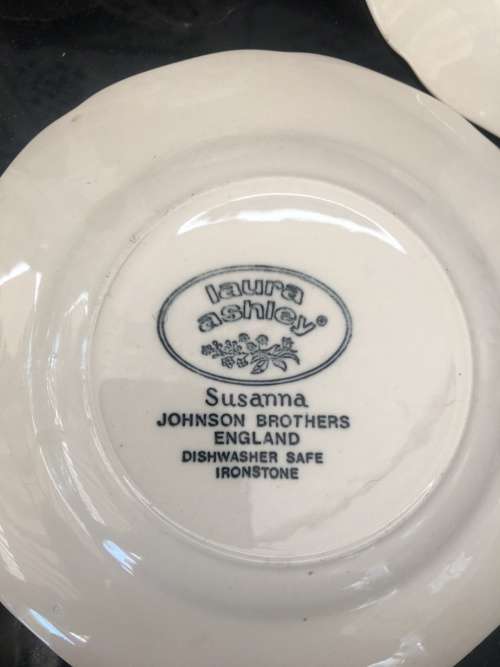 laura
ashley®
Susanna
JOHNSON BROTHERS
ENGLAND
DISHWASHER SAFE
IRONSTONE